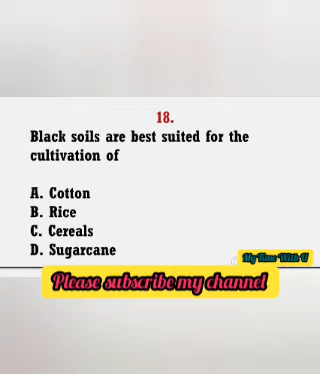 18.
Black soils are best suited for the
cultivation of
A. Cotton
B. Rice
C. Cereals
D. Sugarcane
My Time With U
Please subscribe my channel